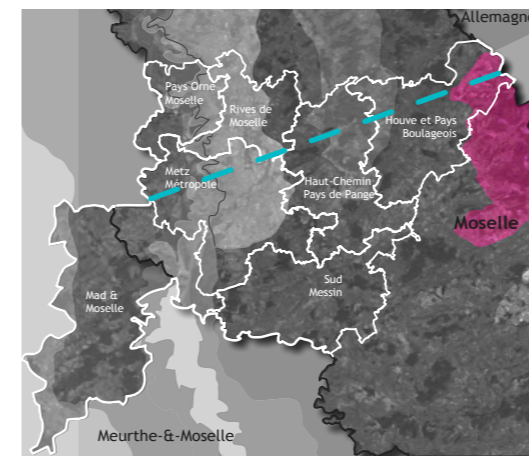 Allemagne
Pays Orne
Moselle
Rives de
Moselle
Houve et Pays
Boulageois
Metz
Métropole
Haut-Chemin
Pays de Pange
Moselle
Sud
Messin
Mad &
Moselle
Meurthe-&-Moselle